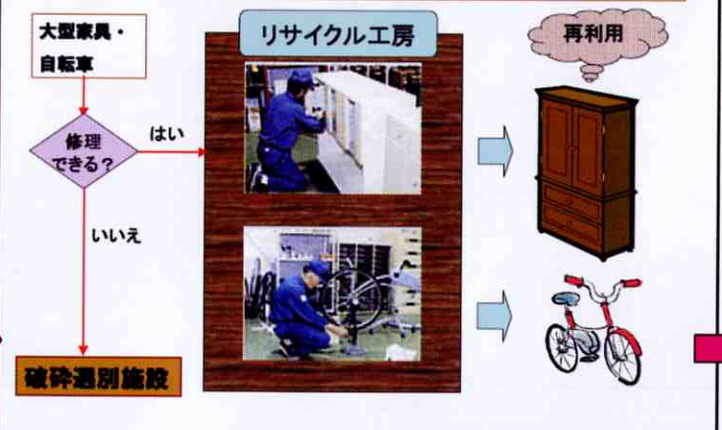 大型家具・
自転車
リサイクル工房
再利用
修理
できる？
はい
いいえ
破砕選別施設